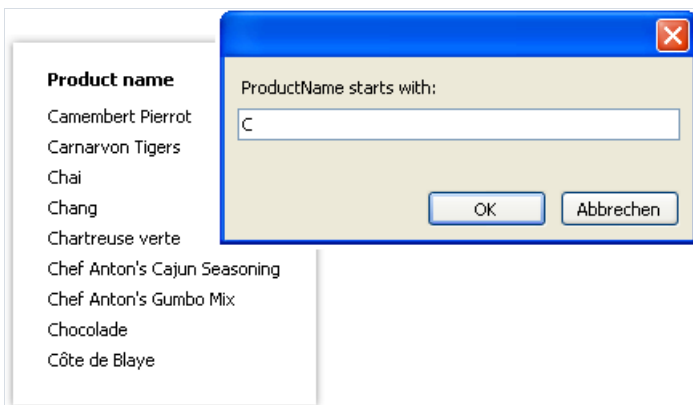 Product name
Camembert Pierrot
Carnarvon Tigers
Chai
Chang
Chartreuse verte
Chef Anton's Cajun Seasoning
Chef Anton's Gumbo Mix
Chocolade
Côte de Blaye
ProductName starts with:
C
OK
Abbrechen